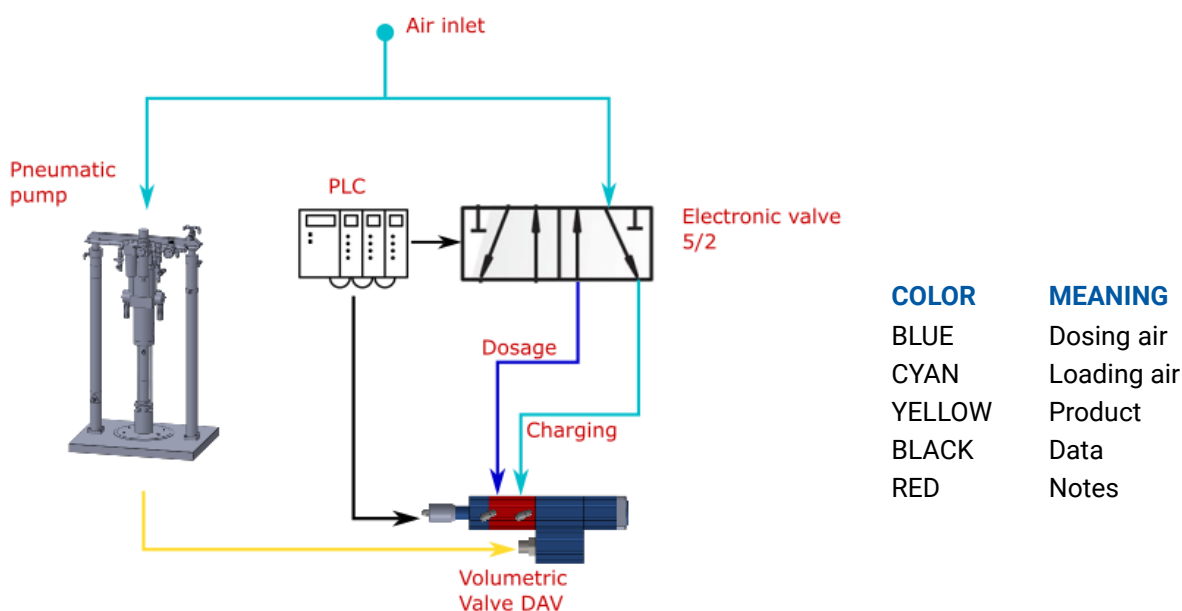 Air inlet
Pneumatic
pump
PLC
Electronic valve
5/2
Dosage
Charging
Volumetric
Valve DAV
COLOR MEANING
BLUE Dosing air
CYAN Loading air
YELLOW Product
BLACK Data
RED Notes